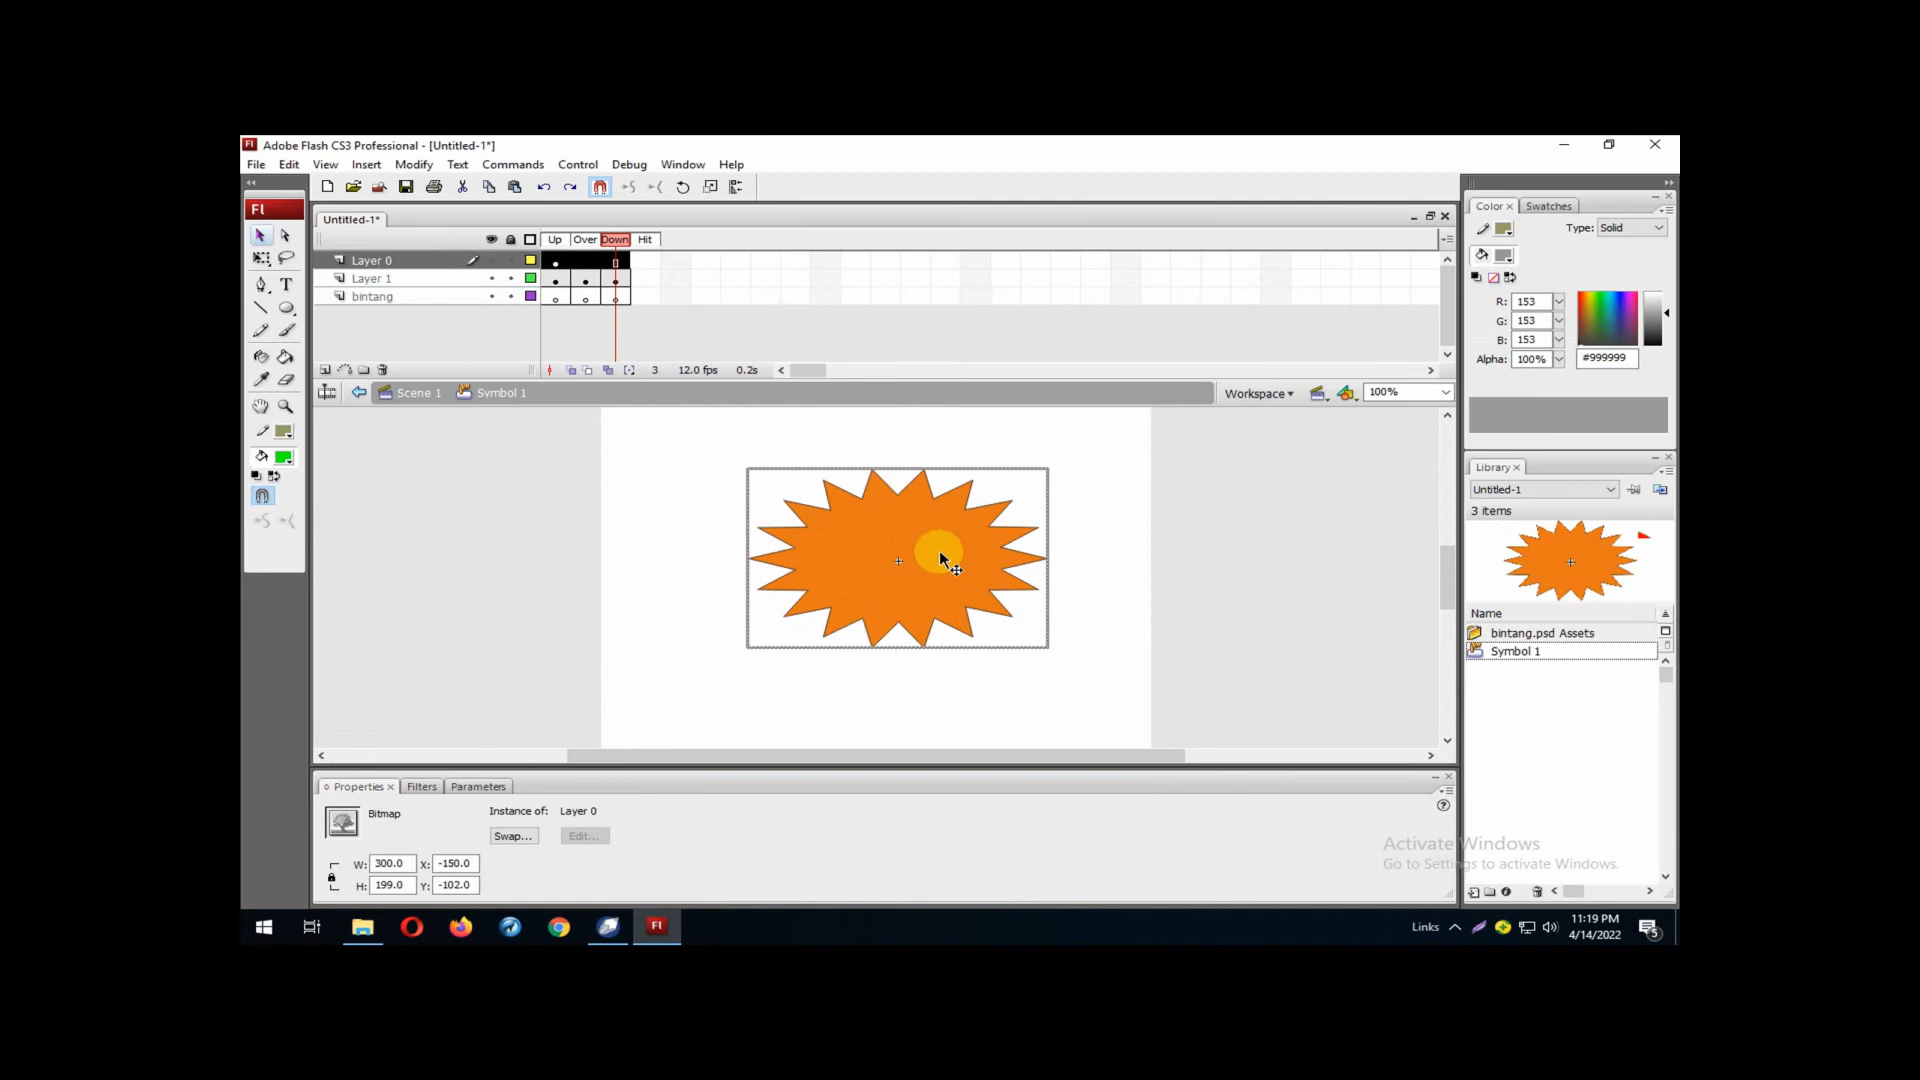 Fl Adobe Flash CS3 Professional - [Untitled-1*]
File Edit View Insert Modify Text Commands Control Debug Window Help
Fl
Untitled-1*
Up Over Down Hit
Layer 0
Layer 1
bintang
3 12.0 fps 0.2s
Scene 1 Symbol 1 Workspace 100%
Properties Filters Parameters
Bitmap
Instance of: Layer 0
Swap... Edit...
W: 300.0 X: -150.0
H: 199.0 Y: -102.0
Color Swatches
Type: Solid
R: 153
G: 153
B: 153
Alpha: 100% #999999
Library
Untitled-1
3 items
Name
bintang.psd Assets
Symbol 1
Activate Windows
Go to Settings to activate Windows.
Fl
Links
11:19 PM
4/14/2022
5